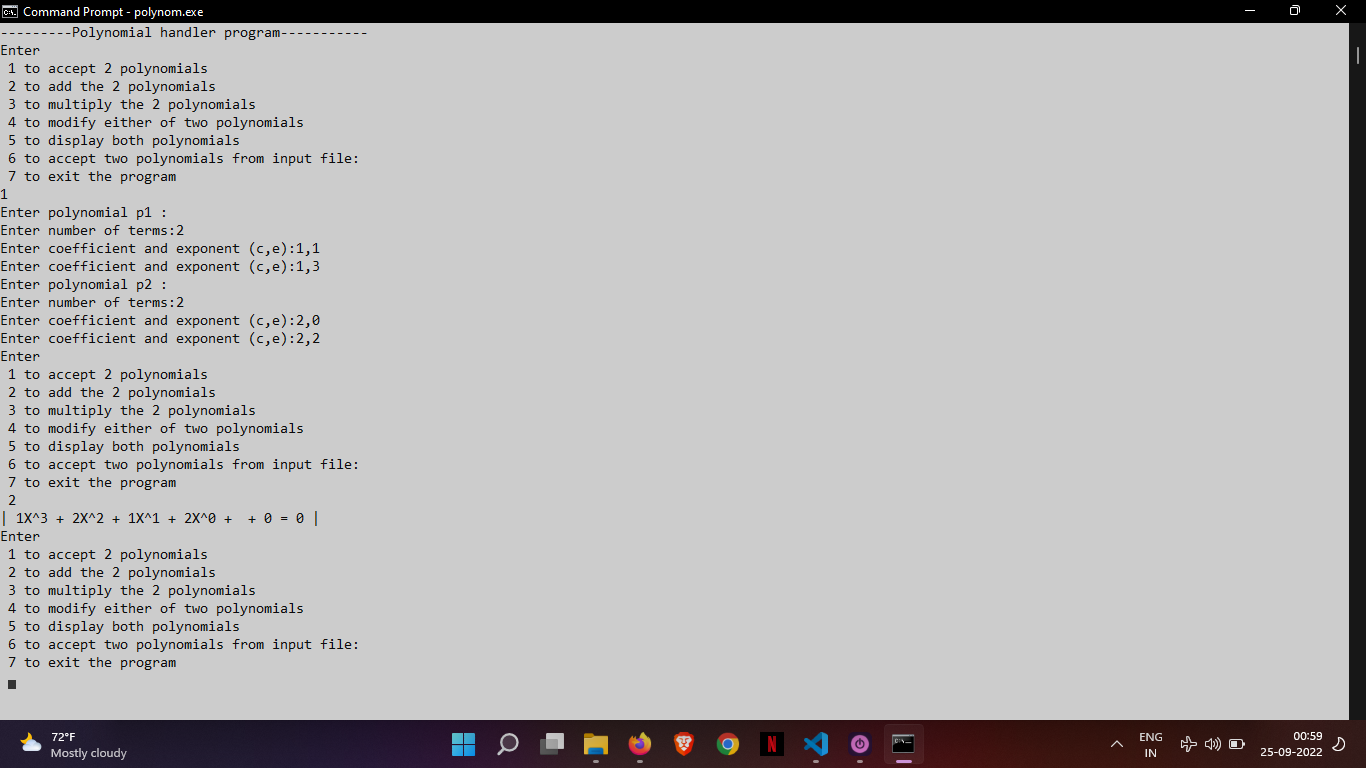 Command Prompt - polynom.exe
---------Polynomial handler program-----------
Enter
1 to accept 2 polynomials
2 to add the 2 polynomials
3 to multiply the 2 polynomials
4 to modify either of two polynomials
5 to display both polynomials
6 to accept two polynomials from input file:
7 to exit the program
1
Enter polynomial p1 :
Enter number of terms:2
Enter coefficient and exponent (c,e):1,1
Enter coefficient and exponent (c,e):1,3
Enter polynomial p2 :
Enter number of terms:2
Enter coefficient and exponent (c,e):2,0
Enter coefficient and exponent (c,e):2,2
Enter
1 to accept 2 polynomials
2 to add the 2 polynomials
3 to multiply the 2 polynomials
4 to modify either of two polynomials
5 to display both polynomials
6 to accept two polynomials from input file:
7 to exit the program
2
| 1X^3 + 2X^2 + 1X^1 + 2X^0 +  + 0 = 0 |
Enter
1 to accept 2 polynomials
2 to add the 2 polynomials
3 to multiply the 2 polynomials
4 to modify either of two polynomials
5 to display both polynomials
6 to accept two polynomials from input file:
7 to exit the program
72°F
Mostly cloudy
N
ENG
IN
00:59
25-09-2022